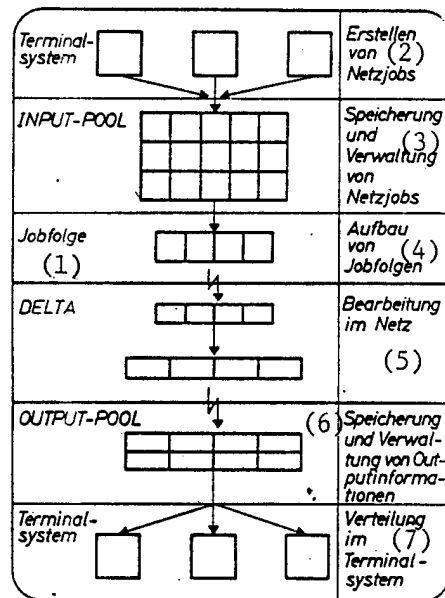 Terminal-
system
Erstellen
von (2)
Netzjobs
INPUT-POOL
Speicherung
und (3)
Verwaltung
von
Netzjobs
Jobfolge
(1)
Aufbau
von (4)
Jobfolgen
DELTA
Bearbeitung
im Netz
(5)
OUTPUT-POOL
(6) Speicherung
und Verwal-
tung von Out-
putinforma-
tionen
Terminal-
system
Verteilung
im (7)
Terminal-
system